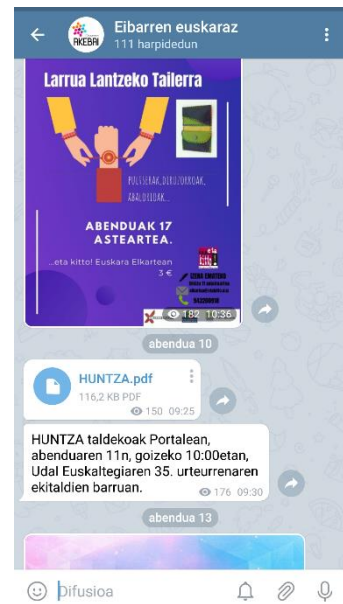 Eibarren euskaraz
AKEBAI
111 harpidedun
Larrua Lantzeko Tailerra
PULTSERAK, DIRUZORROAK,
ABALORIOAK...
ABENDUAK 17
ASTEARTEA.
...eta kitto! Euskara Elkartean
3 €
IZENA EMATEKO
182 10:36
abendua 10
HUNTZA.pdf
116,2 KB PDF
150 09:25
HUNTZA taldekoak Portalean,
abenduaren 11n, goizeko 10:00etan,
Udal Euskaltegiaren 35. urteurrenaren
ekitaldien barruan.
176 09:30
abendua 13
Difusioa